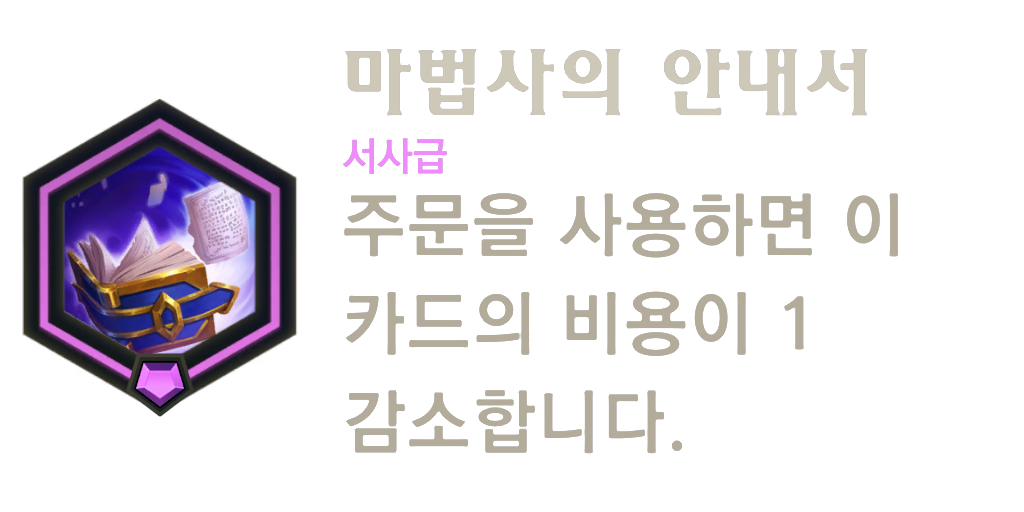 마법사의 안내서
서사급
주문을 사용하면 이
카드의 비용이 1
감소합니다.